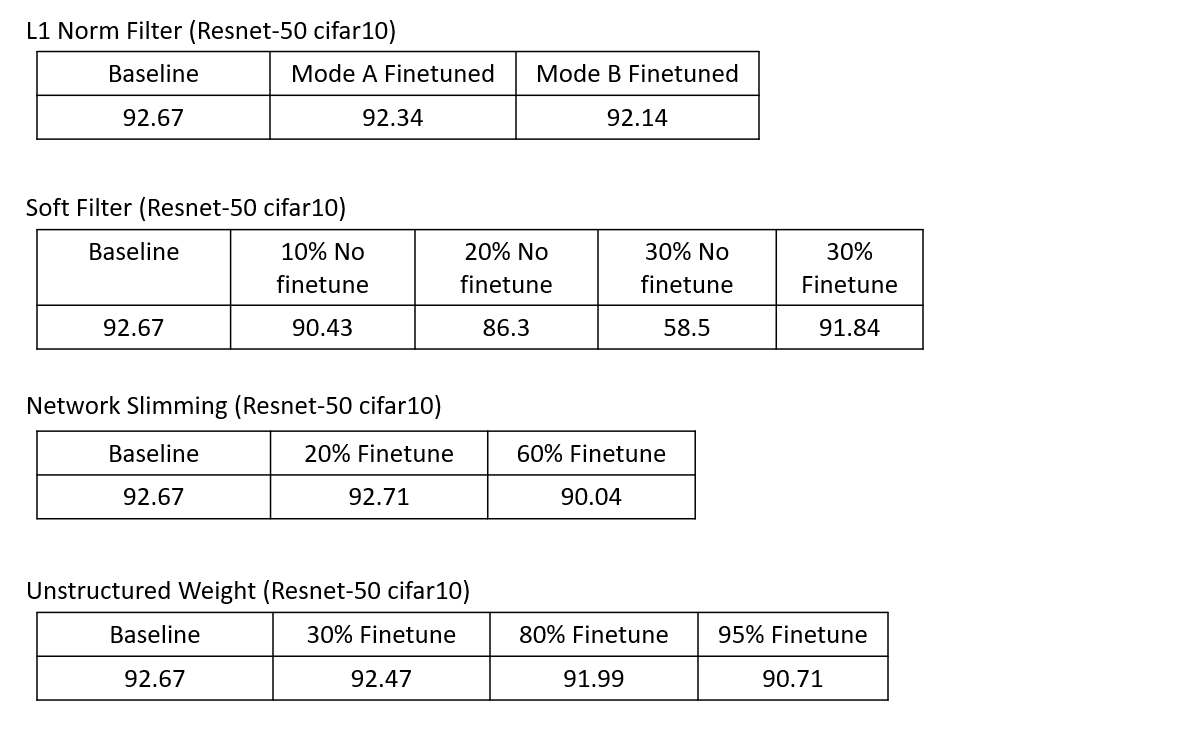 L1 Norm Filter (Resnet-50 cifar10)
Baseline Mode A Finetuned Mode B Finetuned
92.67 92.34 92.14
Soft Filter (Resnet-50 cifar10)
Baseline 10% No 20% No 30% No 30%
finetune finetune finetune Finetune
92.67 90.43 86.3 58.5 91.84
Network Slimming (Resnet-50 cifar10)
Baseline 20% Finetune 60% Finetune
92.67 92.71 90.04
Unstructured Weight (Resnet-50 cifar10)
Baseline 30% Finetune 80% Finetune 95% Finetune
92.67 92.47 91.99 90.71